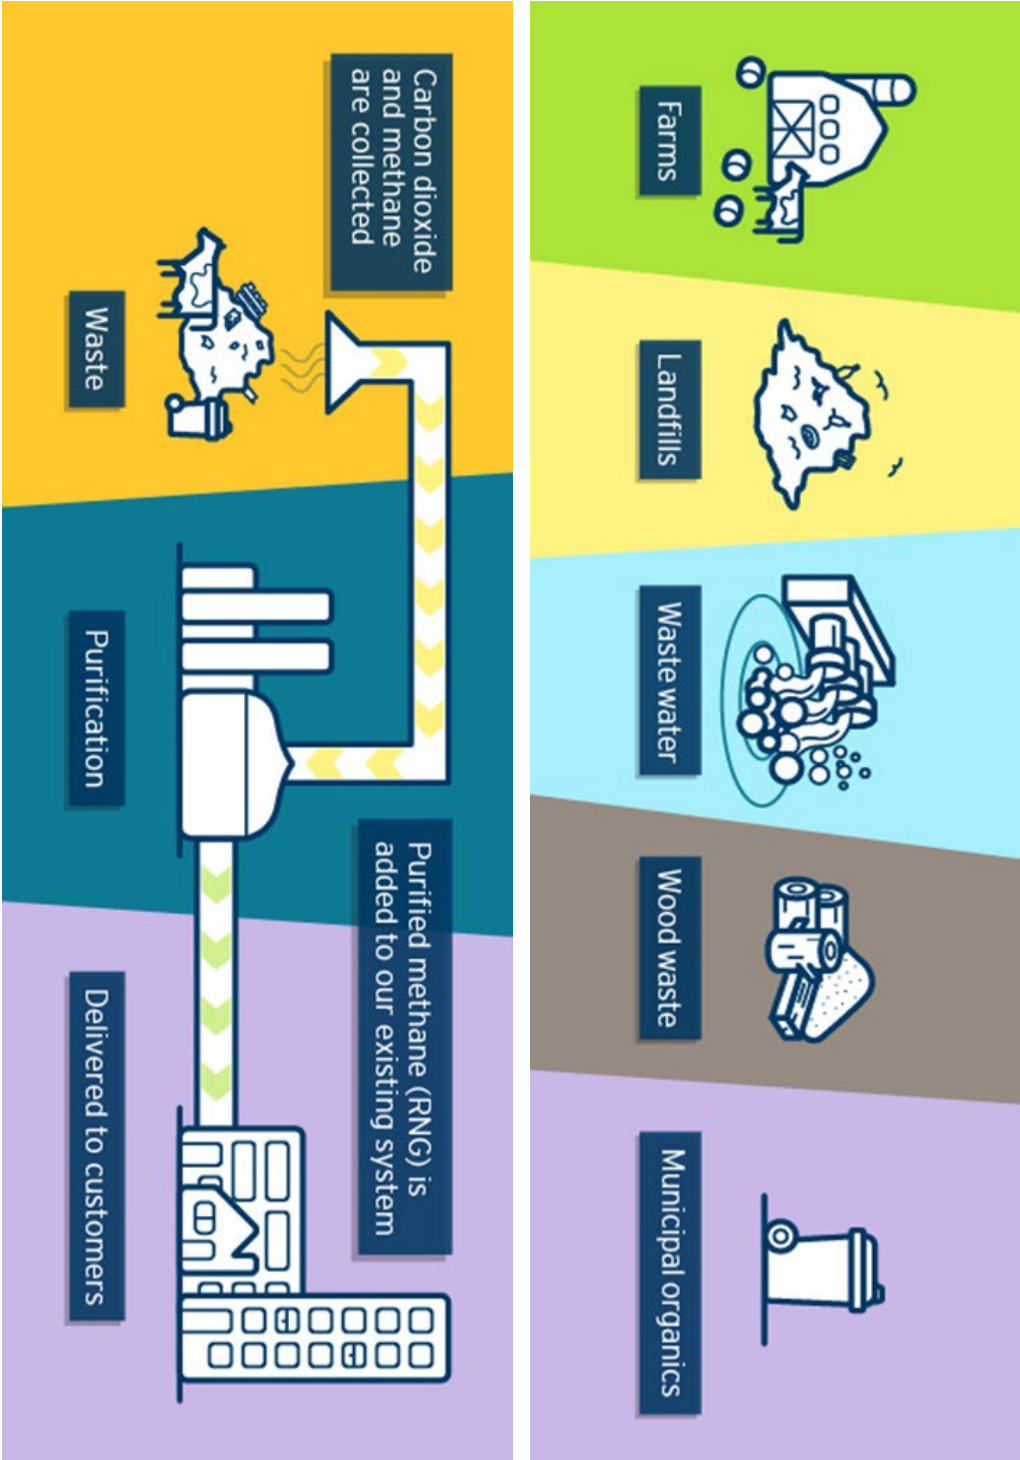 Farms
Landfills
Waste water
Wood waste
Municipal organics
Carbon dioxide
and methane
are collected
Purified methane (RNG) is
added to our existing system
Waste
Purification
Delivered to customers